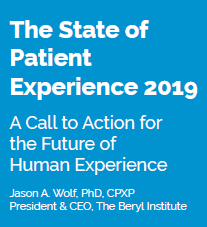 The State of
Patient
Experience 2019
A Call to Action for
the Future of
Human Experience
Jason A. Wolf, PhD, CPXP
President & CEO, The Beryl Institute